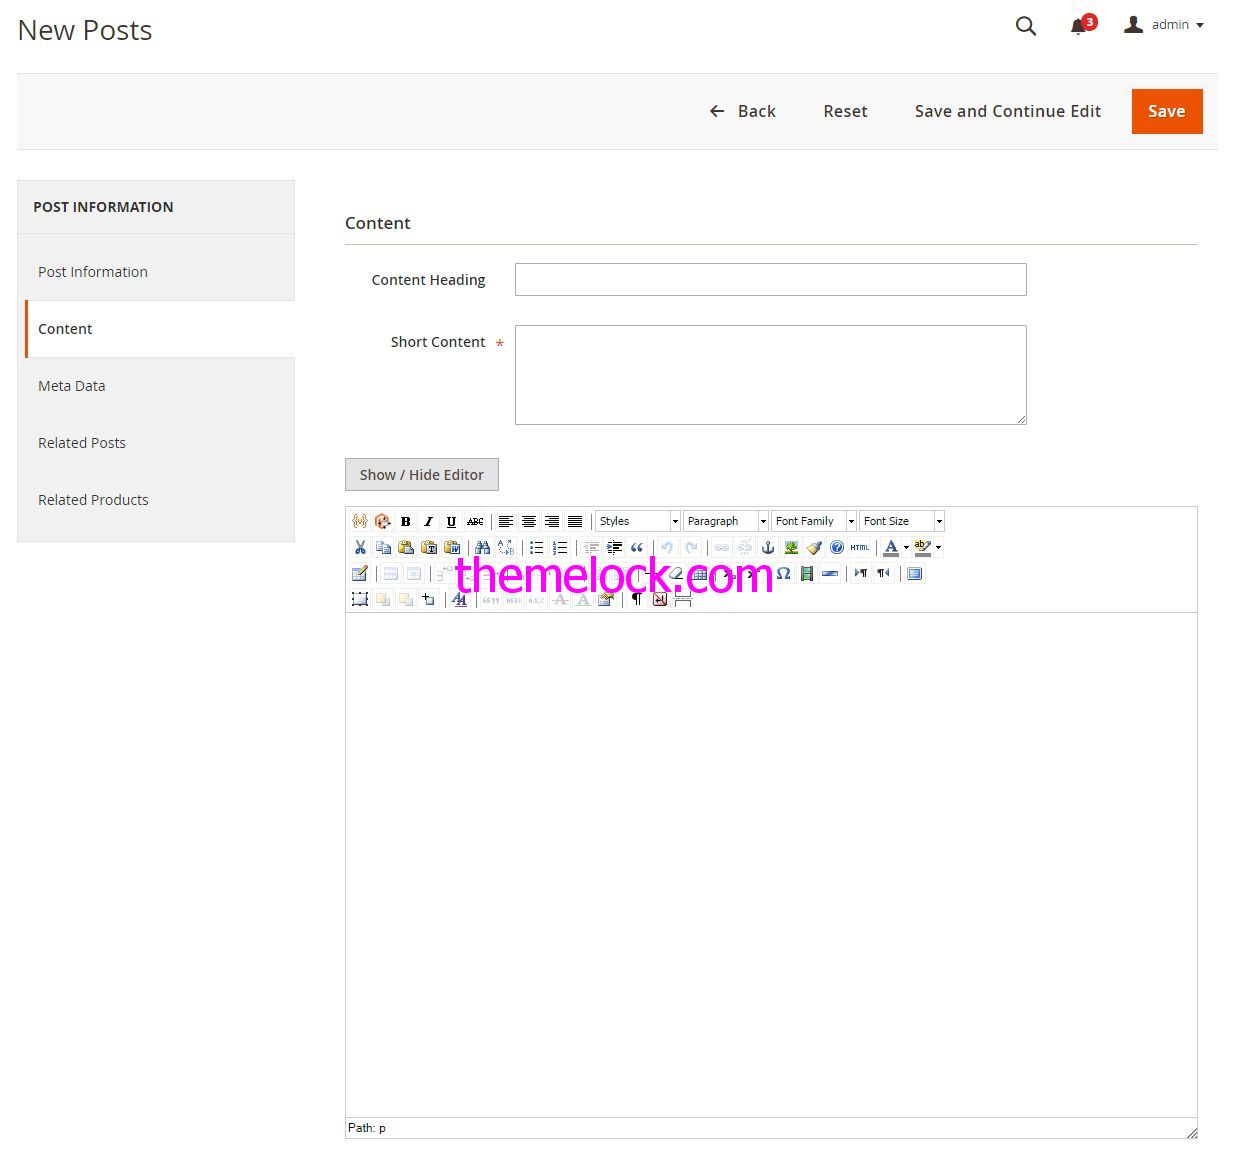 New Posts
3
admin
Back
Reset
Save and Continue Edit
Save
POST INFORMATION
Post Information
Content
Meta Data
Related Posts
Related Products
Content
Content Heading
Short Content *
Show / Hide Editor
B I U ABC Styles Paragraph Font Family Font Size
HTML A ab
themelock.com
Path: p